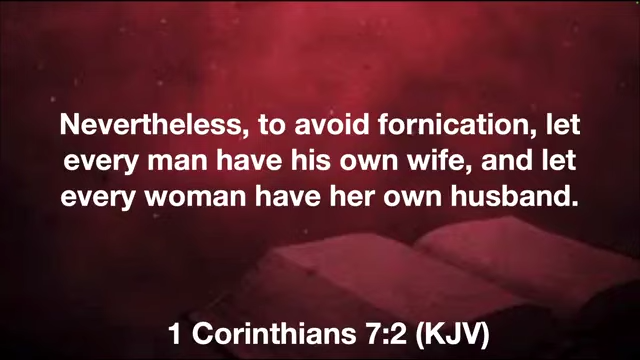 Nevertheless, to avoid fornication, let
every man have his own wife, and let
every woman have her own husband.
1 Corinthians 7:2 (KJV)